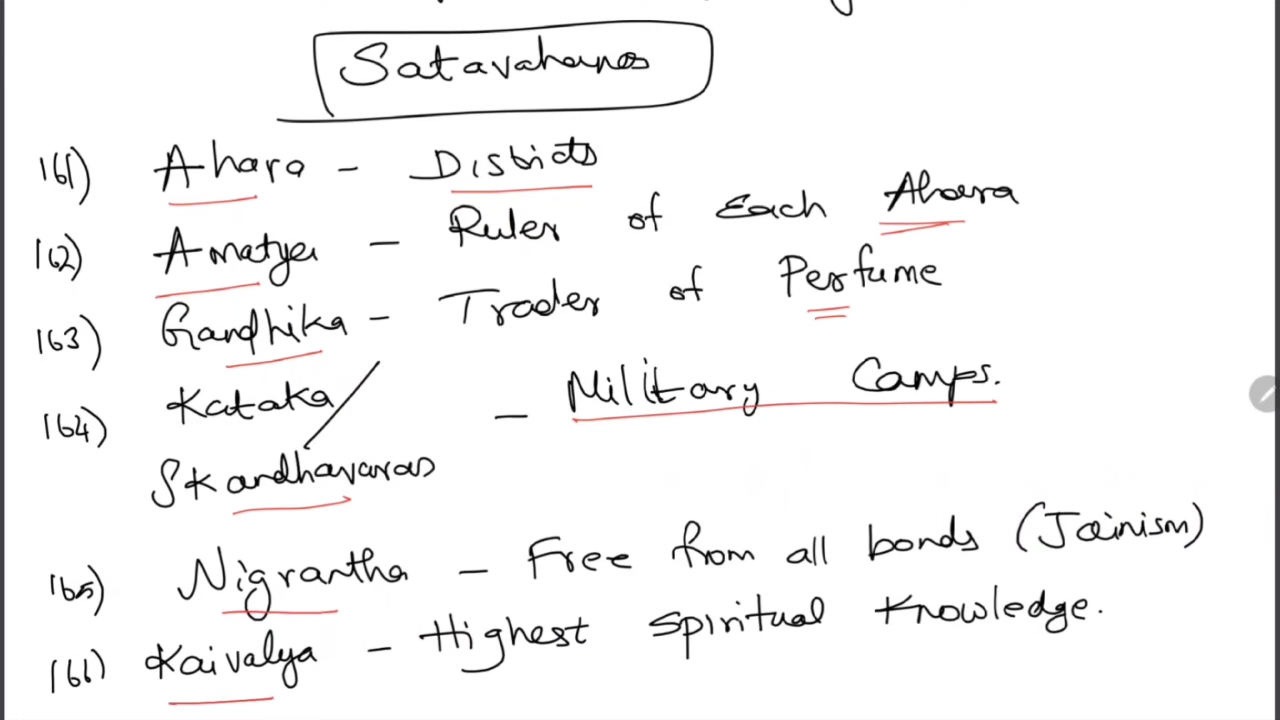 Satavahanas
161) Ahara - Districts
162) Amatya - Ruler of Each Ahara
163) Gandhika - Trader of Perfume
164) Kataka / Skandhavaras - Military Camps.
165) Nigrantha - Free from all bonds (Jainism)
166) Kaivalya - Highest Spiritual Knowledge.